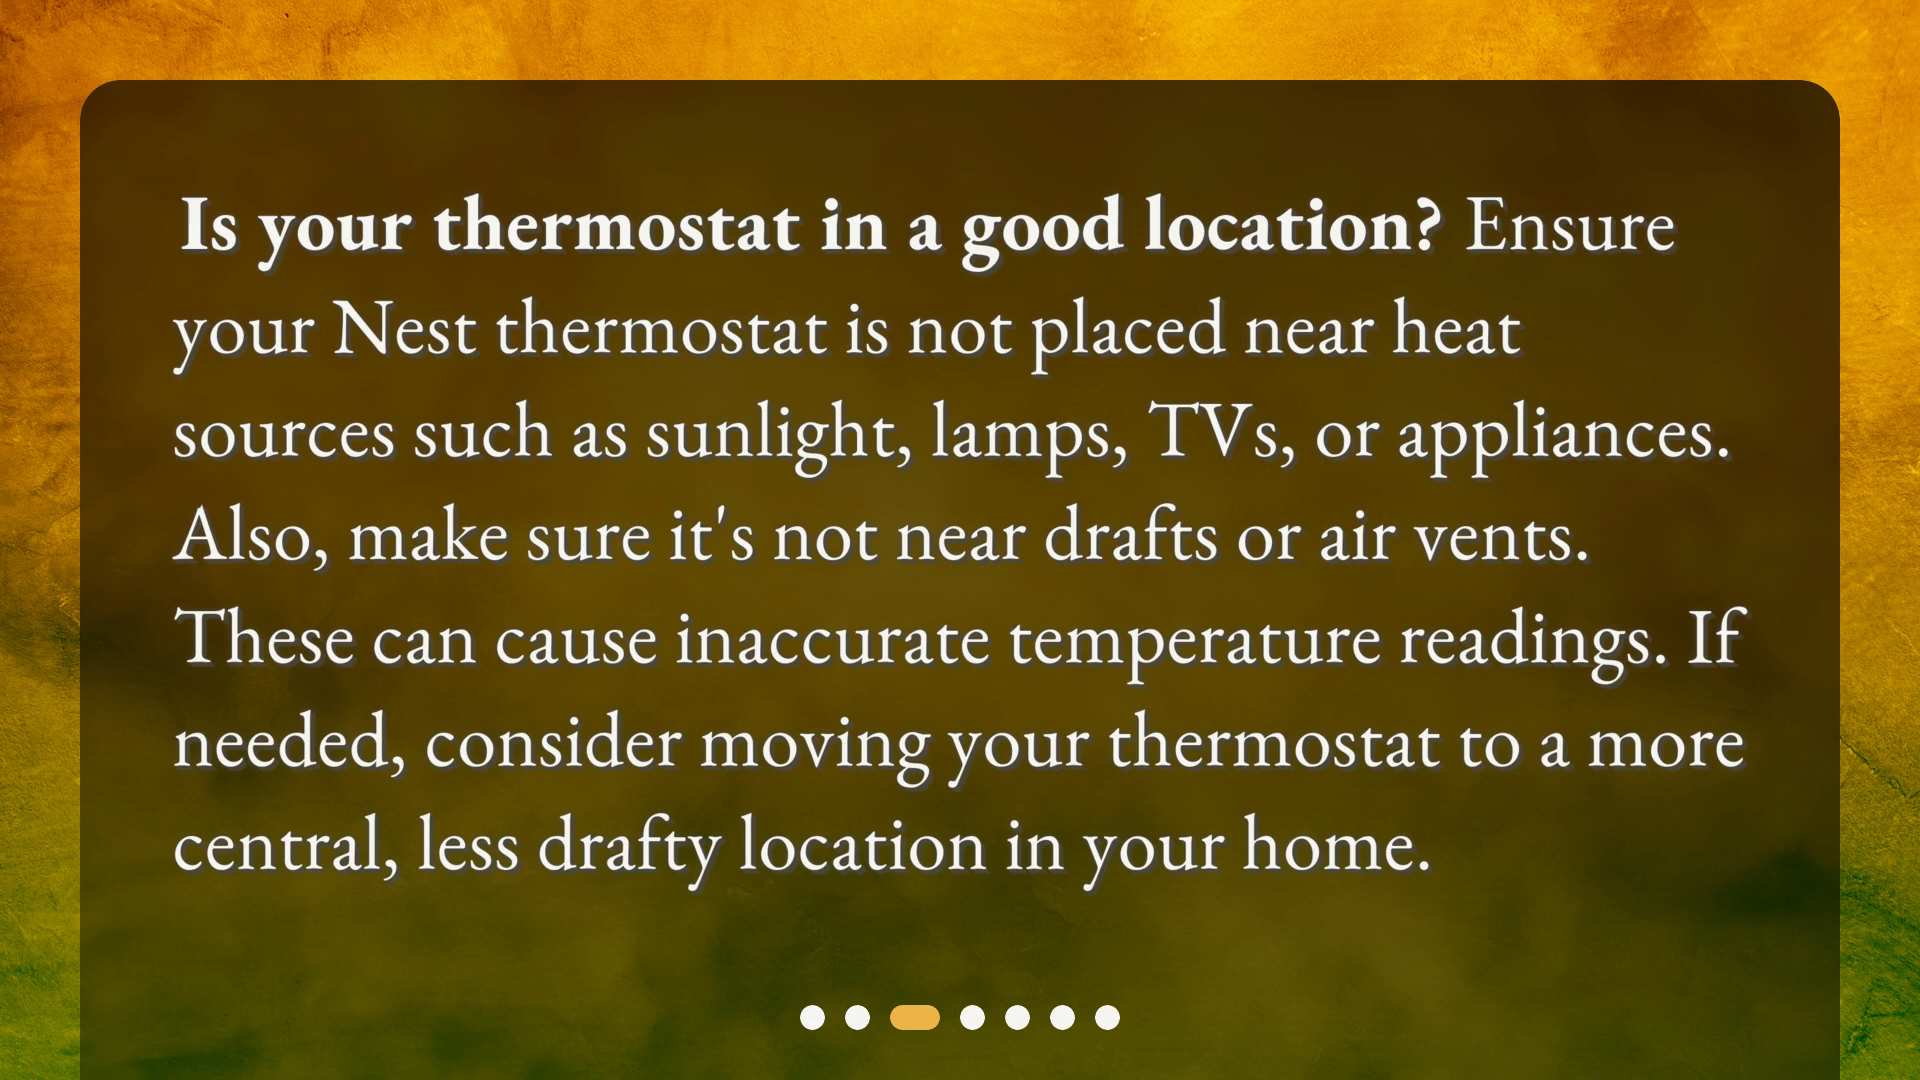 Is your thermostat in a good location? Ensure
your Nest thermostat is not placed near heat
sources such as sunlight, lamps, TVs, or appliances.
Also, make sure it's not near drafts or air vents.
These can cause inaccurate temperature readings. If
needed, consider moving your thermostat to a more
central, less drafty location in your home.